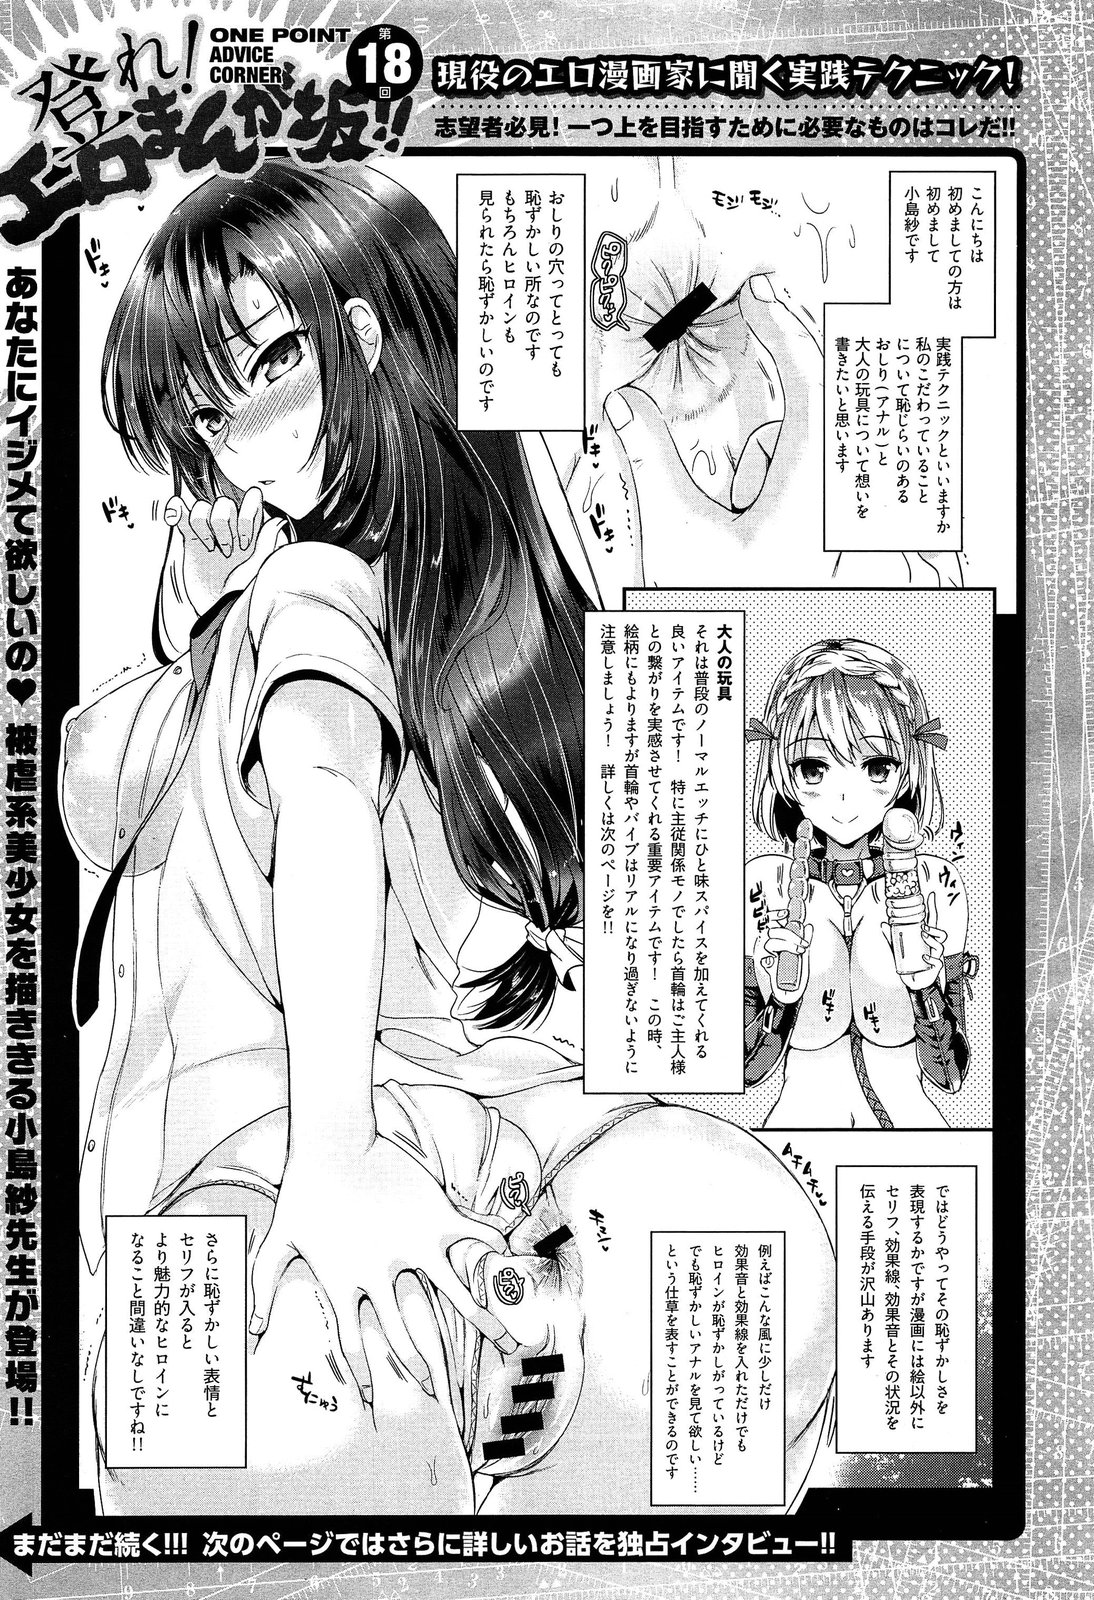 登れ!
エロまんが坂!!
ONE POINT
ADVICE
CORNER
第
18
回
現役のエロ漫画家に聞く実践テクニック!
志望者必見!一つ上を目指すために必要なものはコレだ!!
あなたにイジメて欲しいの♥ 被虐系美少女を描ききる小島紗先生が登場!!
こんにちは
初めましての方は
初めまして
小島紗です
実践テクニックといいますか
私のこだわっていること
について恥じらいのある
おしり(アナル)と
大人の玩具について想いを
書きたいと思います
モジッ
モジッ
ドキ
ドキ
おしりの穴ってとっても
恥ずかしい所なのです
もちろんヒロインも
見られたら恥ずかしいのです
ドキ
ドキ
大人の玩具
それは普段のノーマルエッチにひと味スパイスを加えてくれる
良いアイテムです! 特に主従関係モノでしたら首輪はご主人様
との繋がりを実感させてくれる重要アイテムです! この時、
絵柄にもよりますが首輪やバイブはリアルになり過ぎないように
注意しましょう! 詳しくは次のページを!!
ウィン
ウィン
ムチ
ムチ
ではどうやってその恥ずかしさを
表現するかですが漫画には絵以外に
セリフ、効果線、効果音とその状況を
伝える手段が沢山あります
例えばこんな風に少しだけ
効果音と効果線を入れただけでも
ヒロインが恥ずかしがっているけど
でも恥ずかしいアナルを見て欲しい……
という仕草を表すことができるのです
さらに恥ずかしい表情と
セリフが入ると
より魅力的なヒロインに
なること間違いなしですね!!
むにゅう
まだまだ続く!!! 次のページではさらに詳しいお話を独占インタビュー!!